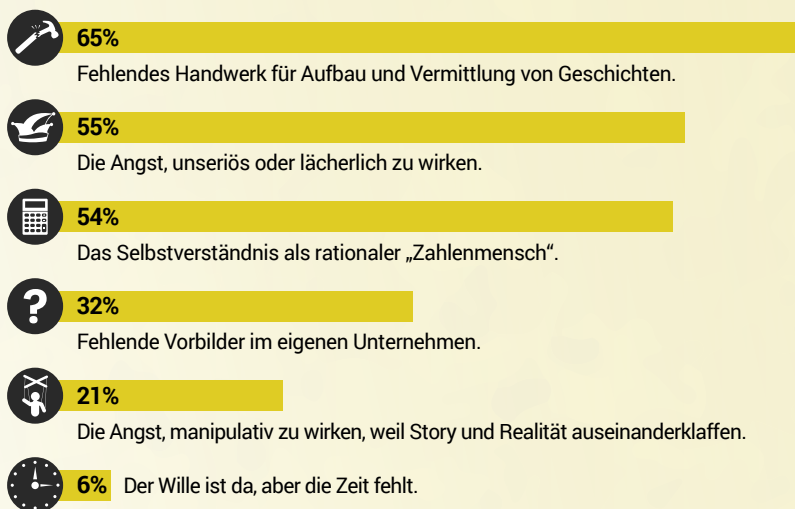 65%
Fehlendes Handwerk für Aufbau und Vermittlung von Geschichten.
55%
Die Angst, unseriös oder lächerlich zu wirken.
54%
Das Selbstverständnis als rationaler „Zahlenmensch“.
?
32%
Fehlende Vorbilder im eigenen Unternehmen.
21%
Die Angst, manipulativ zu wirken, weil Story und Realität auseinanderklaffen.
6% Der Wille ist da, aber die Zeit fehlt.